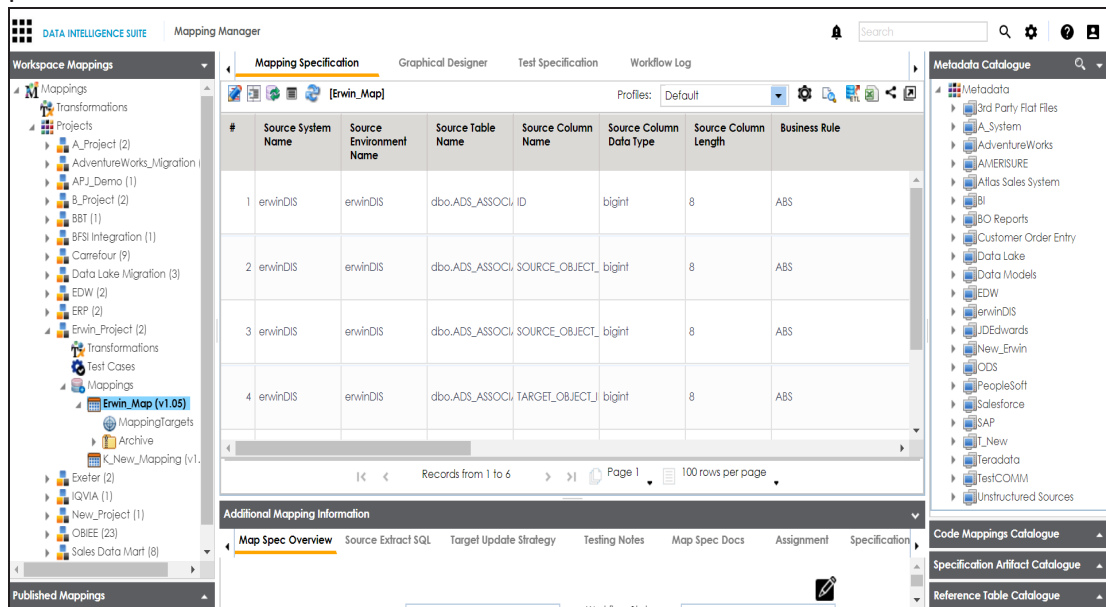 DATA INTELLIGENCE SUITE Mapping Manager Search
Workspace Mappings
Mappings
Transformations
Projects
A_Project (2)
AdventureWorks_Migration (
APJ_Demo (1)
B_Project (2)
BBT (1)
BFSI Integration (1)
Carrefour (9)
Data Lake Migration (3)
EDW (2)
ERP (2)
Erwin_Project (2)
Transformations
Test Cases
Mappings
Erwin_Map (v1.05)
MappingTargets
Archive
K_New_Mapping (v1.
Exeter (2)
IQVIA (1)
New_Project (1)
OBIEE (23)
Sales Data Mart (8)
Published Mappings
Mapping Specification Graphical Designer Test Specification Workflow Log
[Erwin_Map] Profiles: Default
# Source System Name Source Environment Name Source Table Name Source Column Name Source Column Data Type Source Column Length Business Rule
1 erwinDIS erwinDIS dbo.ADS_ASSOCI ID bigint 8 ABS
2 erwinDIS erwinDIS dbo.ADS_ASSOCI SOURCE_OBJECT_ bigint 8 ABS
3 erwinDIS erwinDIS dbo.ADS_ASSOCI SOURCE_OBJECT_ bigint 8 ABS
4 erwinDIS erwinDIS dbo.ADS_ASSOCI TARGET_OBJECT_I bigint 8 ABS
Records from 1 to 6 Page 1 100 rows per page
Additional Mapping Information
Map Spec Overview Source Extract SQL Target Update Strategy Testing Notes Map Spec Docs Assignment Specification
Metadata Catalogue
Metadata
3rd Party Flat Files
A_System
AdventureWorks
AMERISURE
Atlas Sales System
BI
BO Reports
Customer Order Entry
Data Lake
Data Models
EDW
erwinDIS
JDEdwards
New_Erwin
ODS
PeopleSoft
Salesforce
SAP
T_New
Teradata
TestCOMM
Unstructured Sources
Code Mappings Catalogue
Specification Artifact Catalogue
Reference Table Catalogue